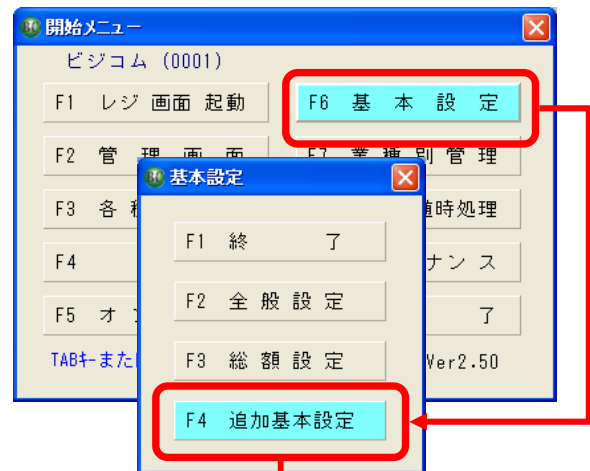 開始メニュー
ビジコム (0001)
F1 レジ 画面 起動
F6 基 本 設 定
F2 管 理 画 面
F7 業 種 別 管 理
F3 各
随時処理
F4
ナ ン ス
F5 オ
了
TABキーまた
Ver2.50
基本設定
F1 終 了
F2 全 般 設 定
F3 総 額 設 定
F4 追加基本設定